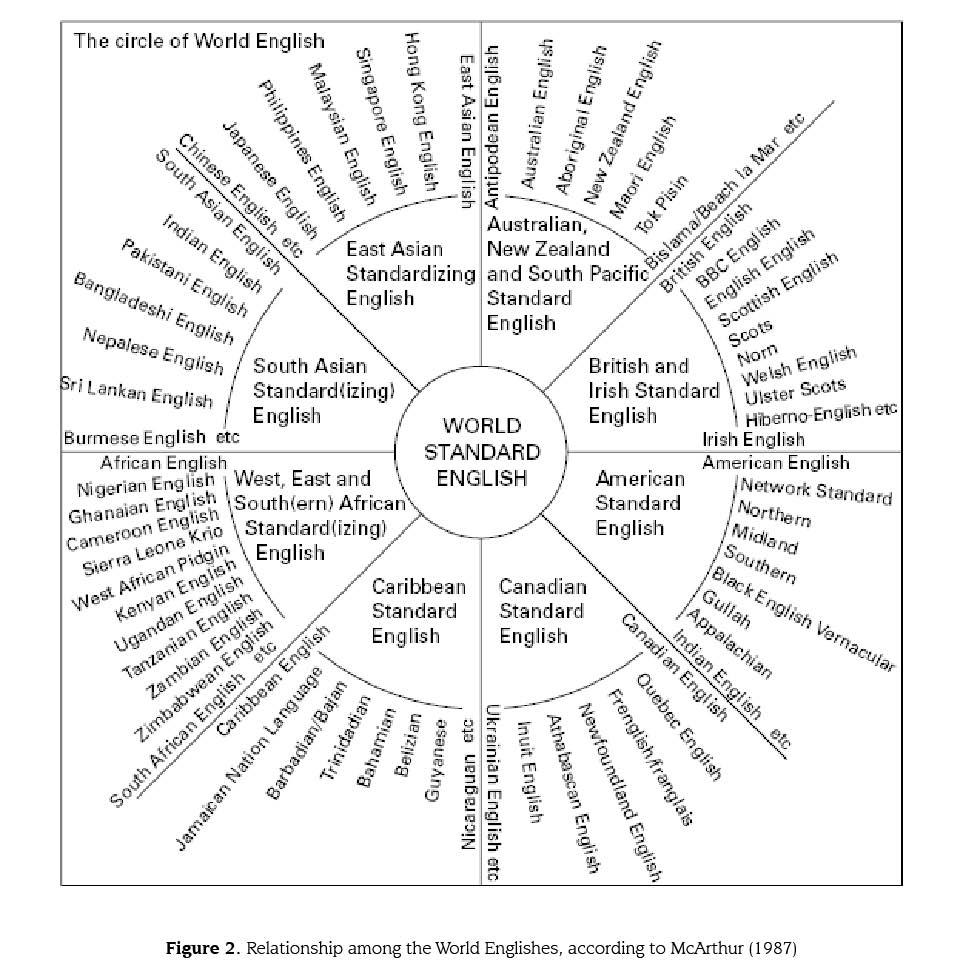 The circle of World English
East Asian English
Hong Kong English
Singapore English
Malaysian English
Philippines English
Japanese English
Chinese English etc
East Asian
Standardizing
English
Antipodean English
Australian English
Aboriginal English
New Zealand English
Maori English
Tok Pisin
Bislama/Beach la Mar etc
Australian,
New Zealand
and South Pacific
Standard
English
British English
BBC English
English English
Scottish English
Scots
Norn
Welsh English
Ulster Scots
Hiberno-English etc
Irish English
British and
Irish Standard
English
American English
Network Standard
Northern
Midland
Southern
Black English Vernacular
Gullah
Appalachian
Indian English etc
American
Standard
English
Canadian English
Quebec English
Frenglish/franglais
Newfoundland English
Athabascan English
Inuit English
Ukrainian English etc
Canadian
Standard
English
Caribbean English
Jamaican Nation Language
Barbadian/Bajan
Trinidadian
Bahamian
Belizian
Guyanese
Nicaraguan etc
Caribbean
Standard
English
African English
Nigerian English
Ghanaian English
Cameroon English
Sierra Leone Krio
West African Pidgin
Kenyan English
Ugandan English
Tanzanian English
Zambian English
Zimbabwean English
South African English etc
West, East and
South(ern) African
Standard(izing)
English
South Asian English
Indian English
Pakistani English
Bangladeshi English
Nepalese English
Sri Lankan English
Burmese English etc
South Asian
Standard(izing)
English
WORLD
STANDARD
ENGLISH
Figure 2. Relationship among the World Englishes, according to McArthur (1987)